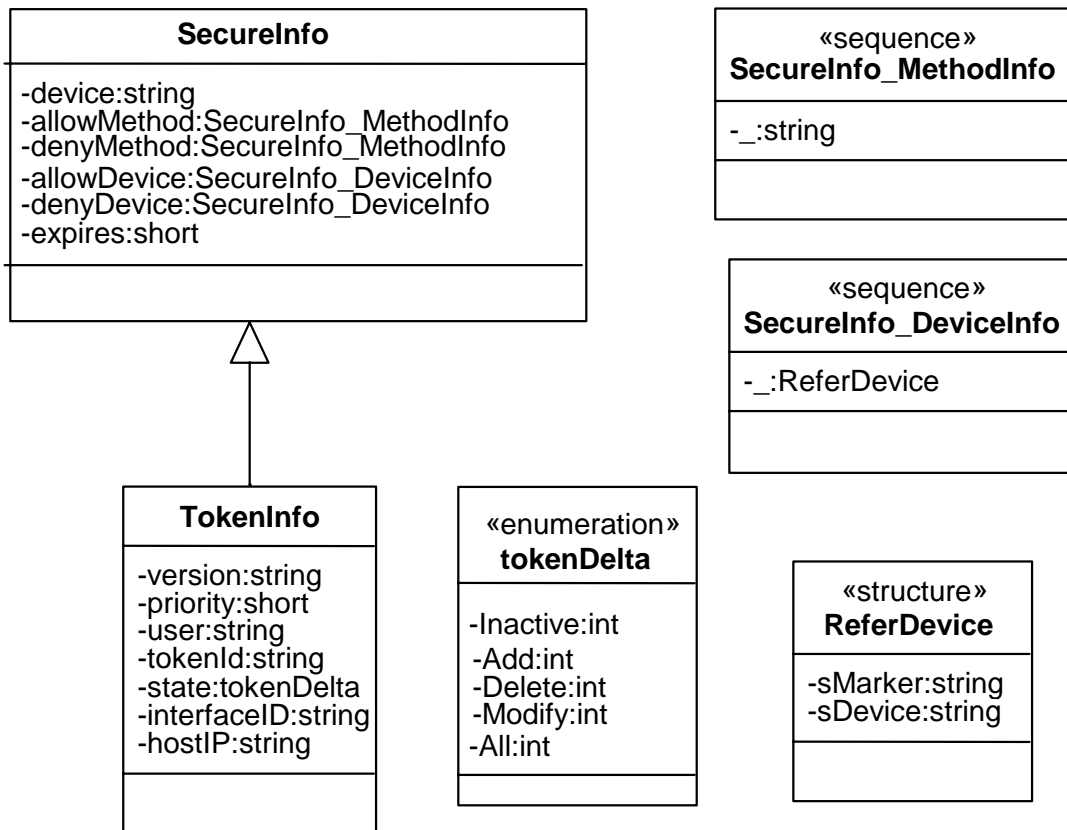 SecureInfo
-device:string
-allowMethod:SecureInfo_MethodInfo
-denyMethod:SecureInfo_MethodInfo
-allowDevice:SecureInfo_DeviceInfo
-denyDevice:SecureInfo_DeviceInfo
-expires:short
«sequence»
SecureInfo_MethodInfo
-_:string
«sequence»
SecureInfo_DeviceInfo
-_:ReferDevice
TokenInfo
-version:string
-priority:short
-user:string
-tokenId:string
-state:tokenDelta
-interfaceID:string
-hostIP:string
«enumeration»
tokenDelta
-Inactive:int
-Add:int
-Delete:int
-Modify:int
-All:int
«structure»
ReferDevice
-sMarker:string
-sDevice:string